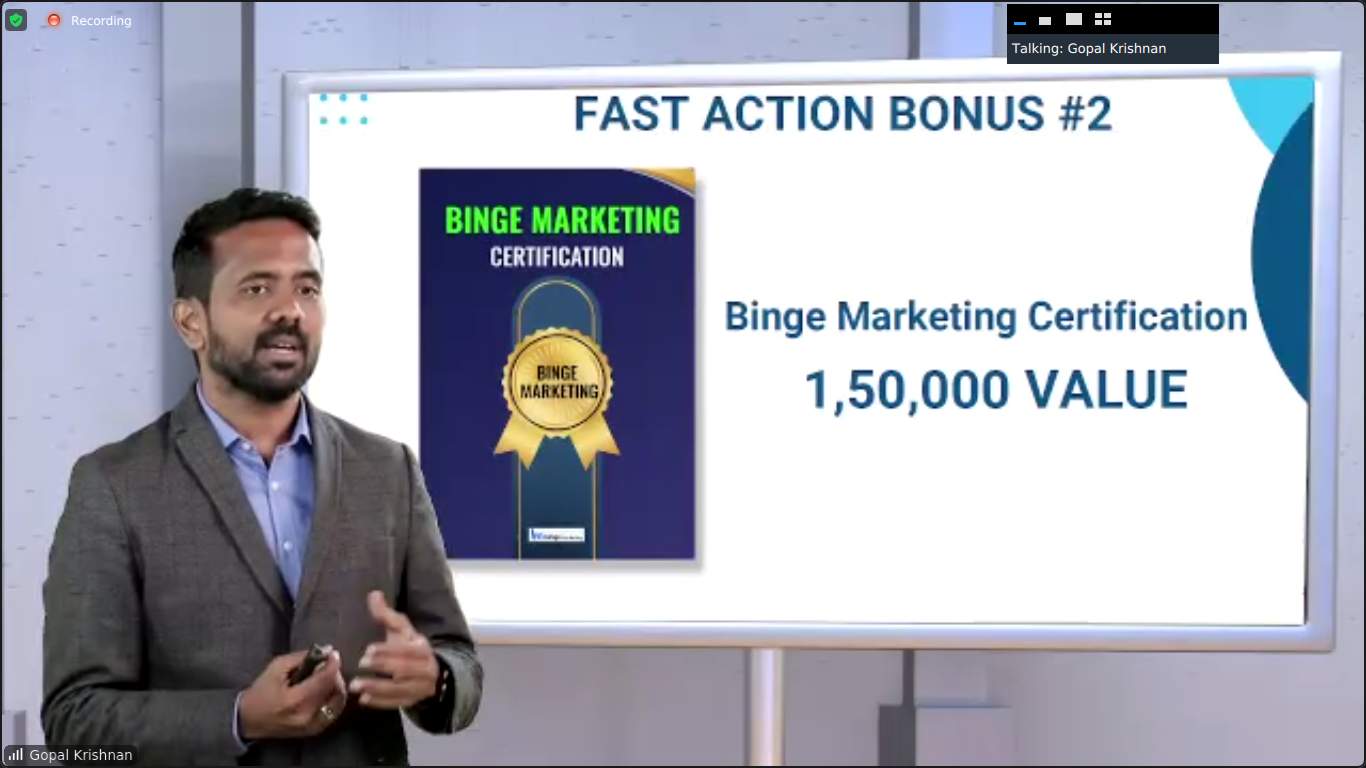 Recording
Talking: Gopal Krishnan
FAST ACTION BONUS #2
BINGE MARKETING
CERTIFICATION
BINGE
MARKETING
Binge Marketing Certification
1,50,000 VALUE
Gopal Krishnan